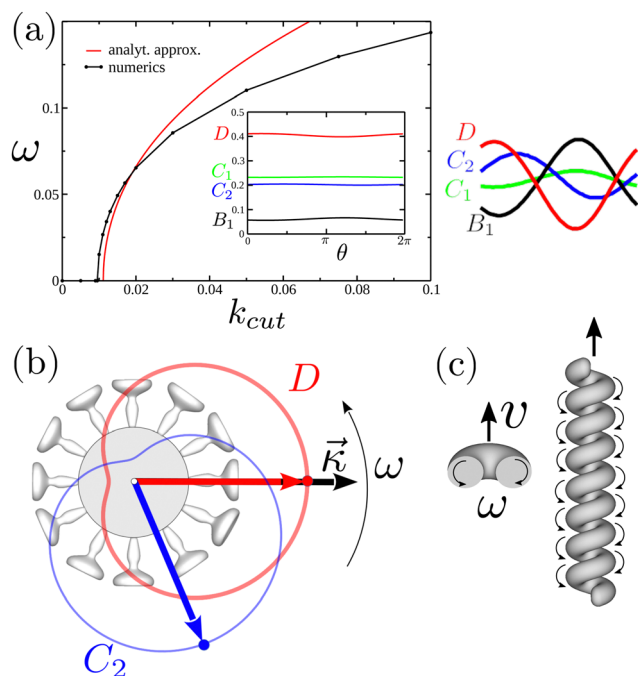 (a)
analyt. approx.
numerics
ω
0.1
0.05
0
0
0.02
0.04
0.06
0.08
0.1
k_cut
0.5
0.4
0.3
0.2
0.1
0
D
C₁
C₂
B₁
0
π
2π
θ
D
C₂
C₁
B₁
(b)
D
κ⃗
ω
C₂
(c)
v
ω